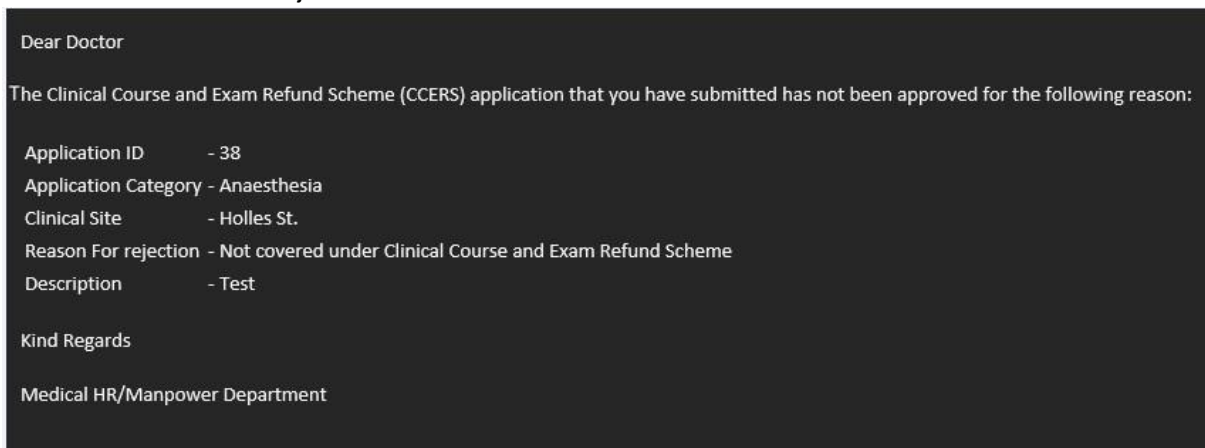 Dear Doctor
The Clinical Course and Exam Refund Scheme (CCERS) application that you have submitted has not been approved for the following reason:
Application ID - 38
Application Category - Anaesthesia
Clinical Site - Holles St.
Reason For rejection - Not covered under Clinical Course and Exam Refund Scheme
Description - Test
Kind Regards
Medical HR/Manpower Department